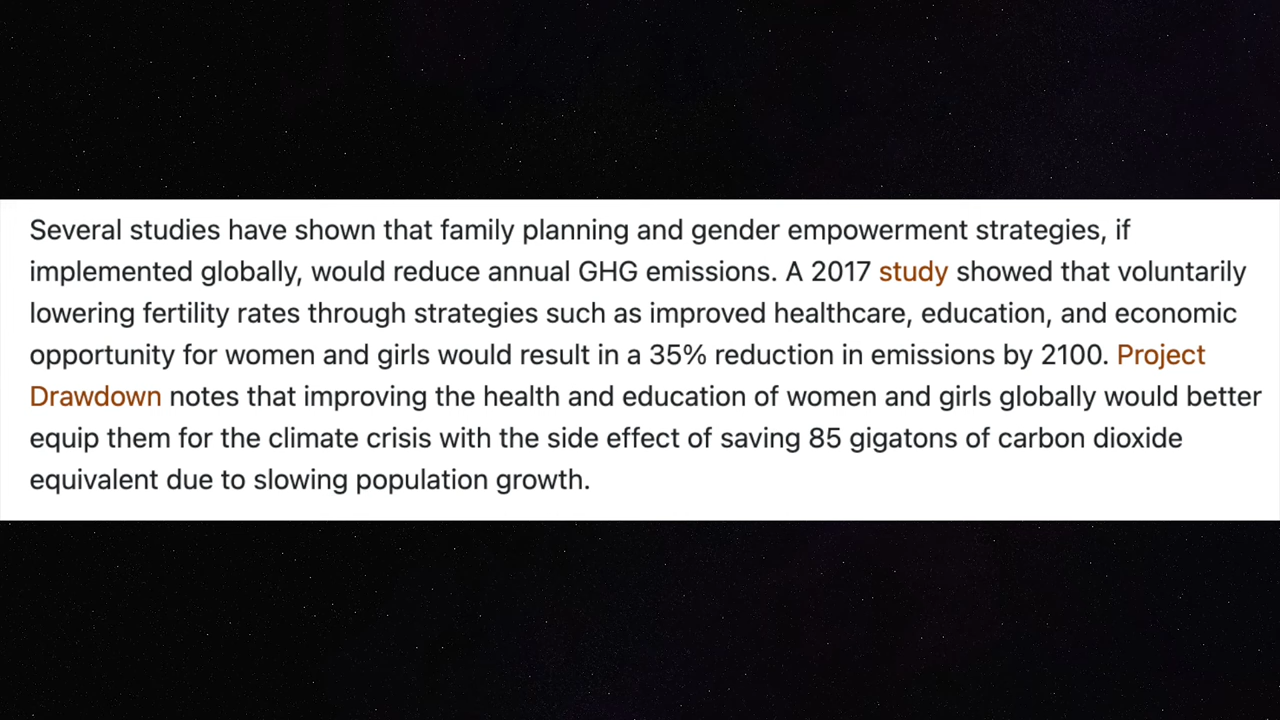 Several studies have shown that family planning and gender empowerment strategies, if
implemented globally, would reduce annual GHG emissions. A 2017 study showed that voluntarily
lowering fertility rates through strategies such as improved healthcare, education, and economic
opportunity for women and girls would result in a 35% reduction in emissions by 2100. Project
Drawdown notes that improving the health and education of women and girls globally would better
equip them for the climate crisis with the side effect of saving 85 gigatons of carbon dioxide
equivalent due to slowing population growth.